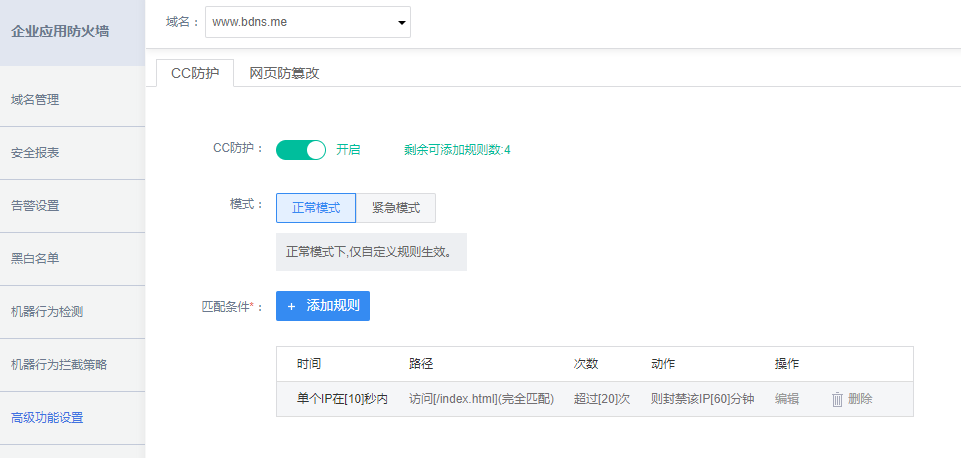 企业应用防火墙
域名：
www.bdns.me
CC防护
网页防篡改
域名管理
安全报表
告警设置
黑白名单
机器行为检测
机器行为拦截策略
高级功能设置
CC防护：
开启
剩余可添加规则数:4
模式：
正常模式
紧急模式
正常模式下,仅自定义规则生效。
匹配条件*：
+ 添加规则
时间 路径 次数 动作 操作
单个IP在[10]秒内 访问[/index.html](完全匹配) 超过[20]次 则封禁该IP[60]分钟 编辑 删除